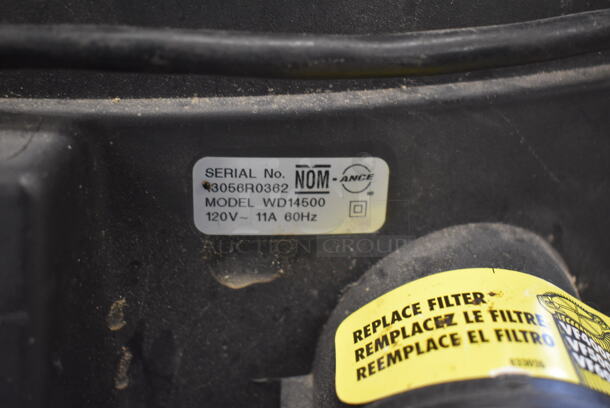 SERIAL No.
3056R0362
NOM-ANCE
MODEL WD14500
120V~ 11A 60Hz
AUCTION GROUP
REPLACE FILTER
REMPLACEZ LE FILTRE
REEMPLACE EL FILTRO